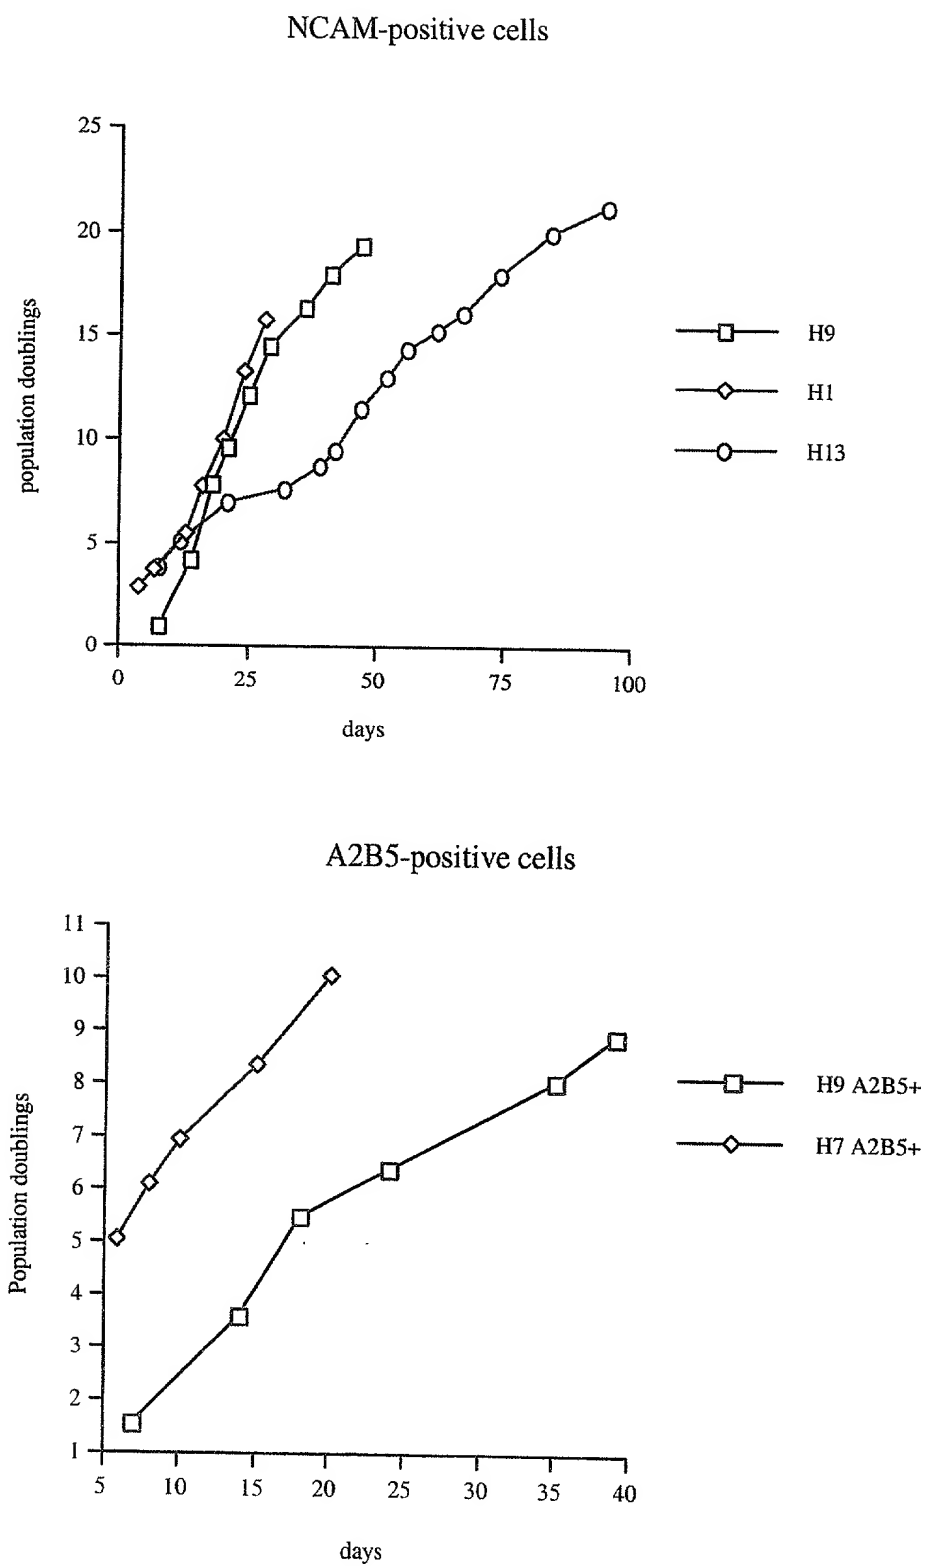 NCAM-positive cells
25
20
15
10
5
0
population doublings
0 25 50 75 100
days
H9
H1
H13
A2B5-positive cells
11
10
9
8
7
6
5
4
3
2
1
Population doublings
5 10 15 20 25 30 35 40
days
H9 A2B5+
H7 A2B5+